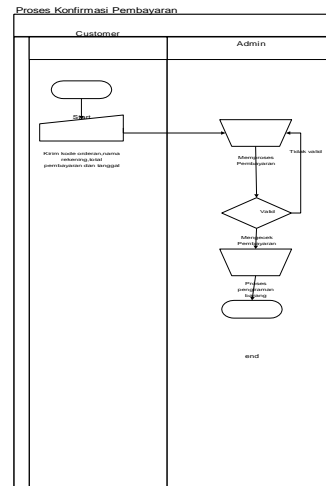 Proses Konfirmasi Pembayaran
Customer
Admin
Start
Kirim kode orderan,nama
rekening,total
pembayaran dan tanggal
Memproses
Pembayaran
Tidak valid
Valid
Mengecek
Pembayaran
Proses
pengiriman
barang
end